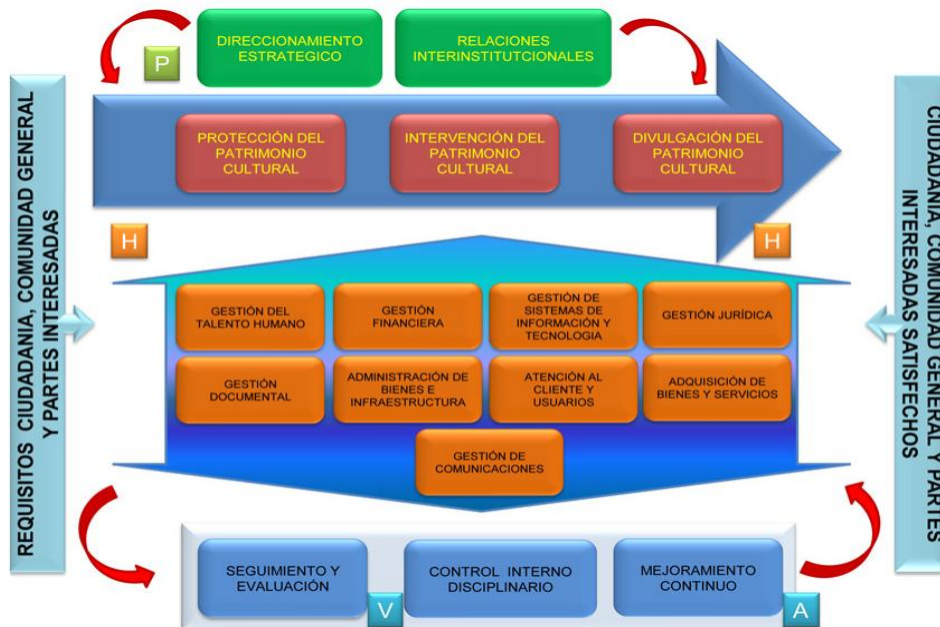 DIRECCIONAMIENTO
ESTRATEGICO
RELACIONES
INTERINSTITUTCIONALES
P
PROTECCIÓN DEL
PATRIMONIO
CULTURAL
INTERVENCIÓN DEL
PATRIMONIO
CULTURAL
DIVULGACIÓN DEL
PATRIMONIO
CULTURAL
REQUISITOS CIUDADANIA, COMUNIDAD GENERAL
Y PARTES INTERESADAS
CIUDADANIA, COMUNIDAD GENERAL Y PARTES
INTERESADAS SATISFECHOS
H
H
GESTIÓN DEL
TALENTO HUMANO
GESTIÓN
FINANCIERA
GESTIÓN DE
SISTEMAS DE
INFORMACIÓN Y
TECNOLOGIA
GESTIÓN JURÍDICA
GESTIÓN
DOCUMENTAL
ADMINISTRACIÓN DE
BIENES E
INFRAESTRUCTURA
ATENCIÓN AL
CLIENTE Y
USUARIOS
ADQUISICIÓN DE
BIENES Y SERVICIOS
GESTIÓN DE
COMUNICACIONES
SEGUIMIENTO Y
EVALUACIÓN
CONTROL INTERNO
DISCIPLINARIO
MEJORAMIENTO
CONTINUO
V
A